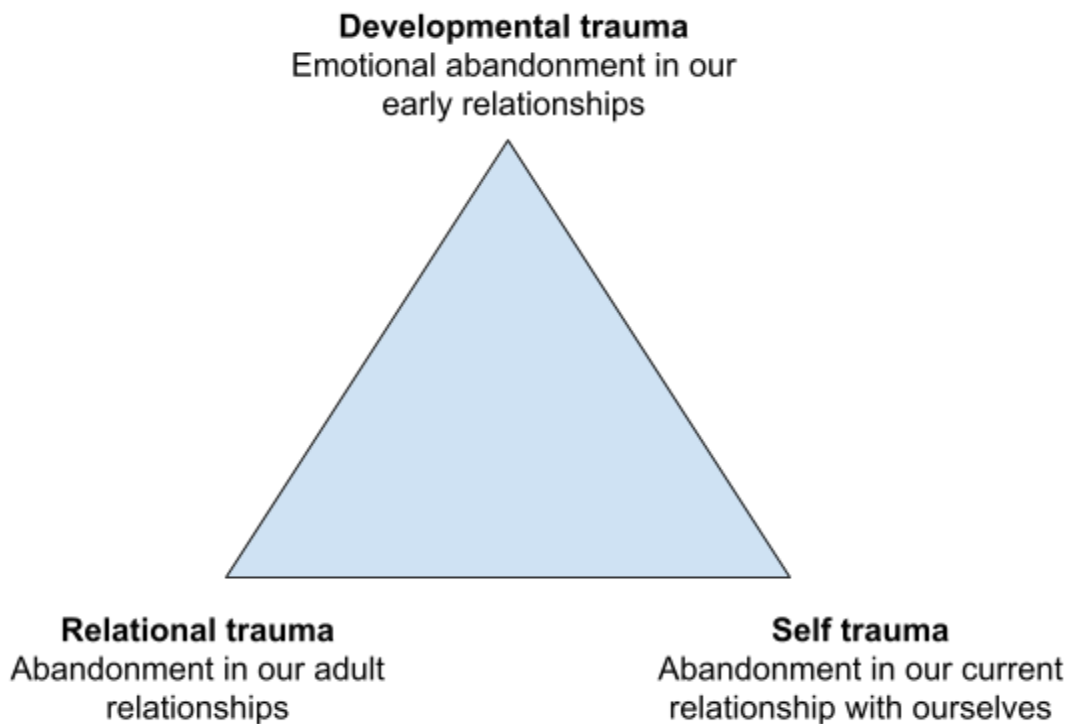 Developmental trauma
Emotional abandonment in our
early relationships
Relational trauma
Abandonment in our adult
relationships
Self trauma
Abandonment in our current
relationship with ourselves